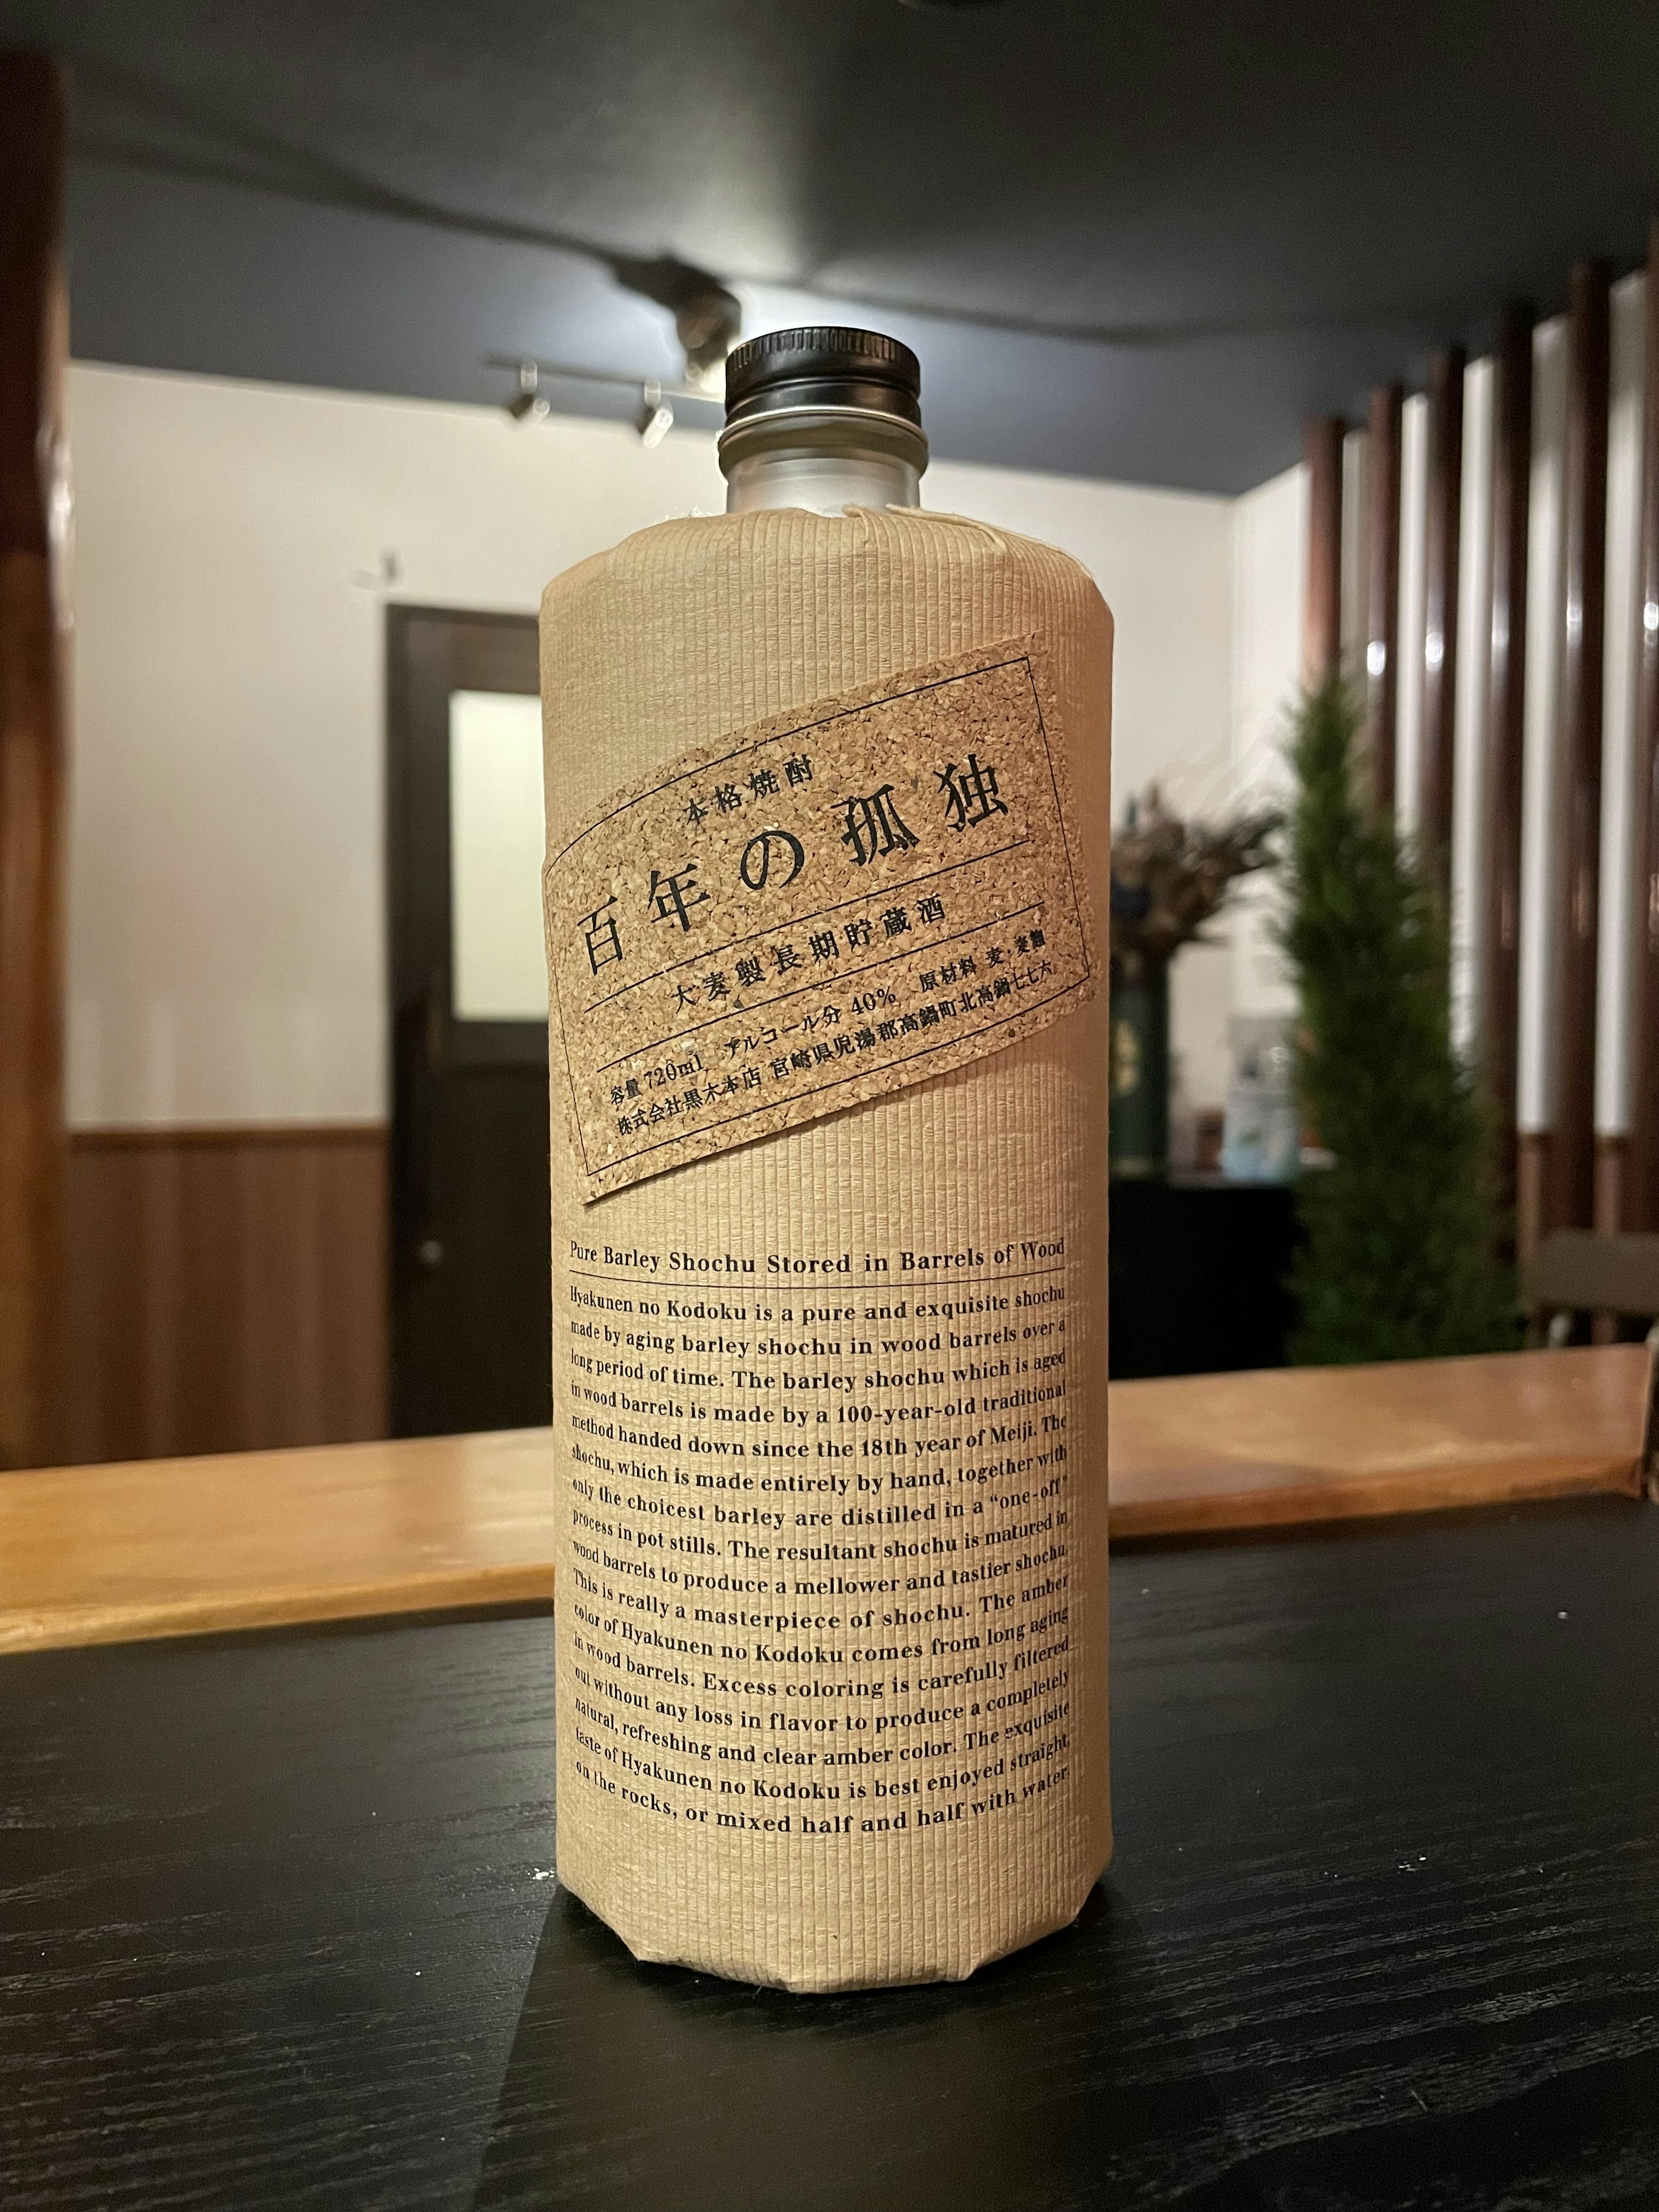 本格焼酎
百年の孤独
大麦製長期貯蔵酒
容量 720ml アルコール分 40% 原材料 麦・麦麹
株式会社黒木本店 宮崎県児湯郡高鍋町北高鍋七七六
Pure Barley Shochu Stored in Barrels of Wood
Hyakunen no Kodoku is a pure and exquisite shochu
made by aging barley shochu in wood barrels over a
long period of time. The barley shochu which is aged
in wood barrels is made by a 100-year-old traditional
method handed down since the 18th year of Meiji. The
shochu, which is made entirely by hand, together with
only the choicest barley are distilled in a “one-off”
process in pot stills. The resultant shochu is matured in
wood barrels to produce a mellower and tastier shochu.
This is really a masterpiece of shochu. The amber
color of Hyakunen no Kodoku comes from long aging
in wood barrels. Excess coloring is carefully filtered
out without any loss in flavor to produce a completely
natural, refreshing and clear amber color. The exquisite
taste of Hyakunen no Kodoku is best enjoyed straight,
on the rocks, or mixed half and half with water.